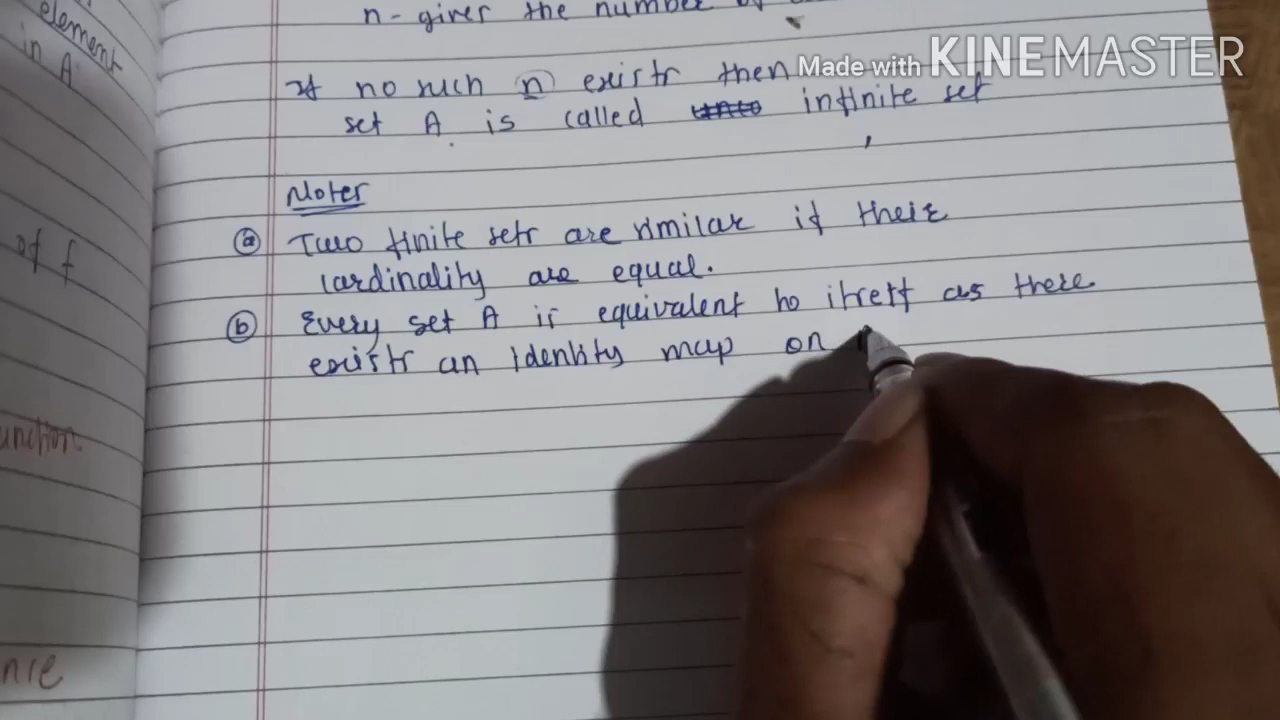 element
in A
of f
unction
nce
n - gives the number of
Made with KINEMASTER
If no such n exists then
set A is called infinite set
Notes
(a) Two finite sets are similar if their
cardinality are equal.
(b) Every set A is equivalent to itself as there
exists an identity map on